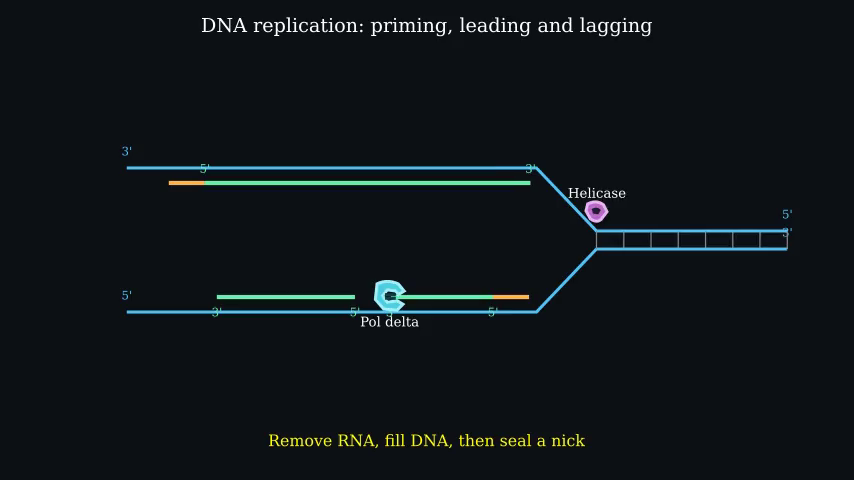 DNA replication: priming, leading and lagging
3'
5'
3'
Helicase
5'
3'
5'
3'
5'
5'
Pol delta
Remove RNA, fill DNA, then seal a nick